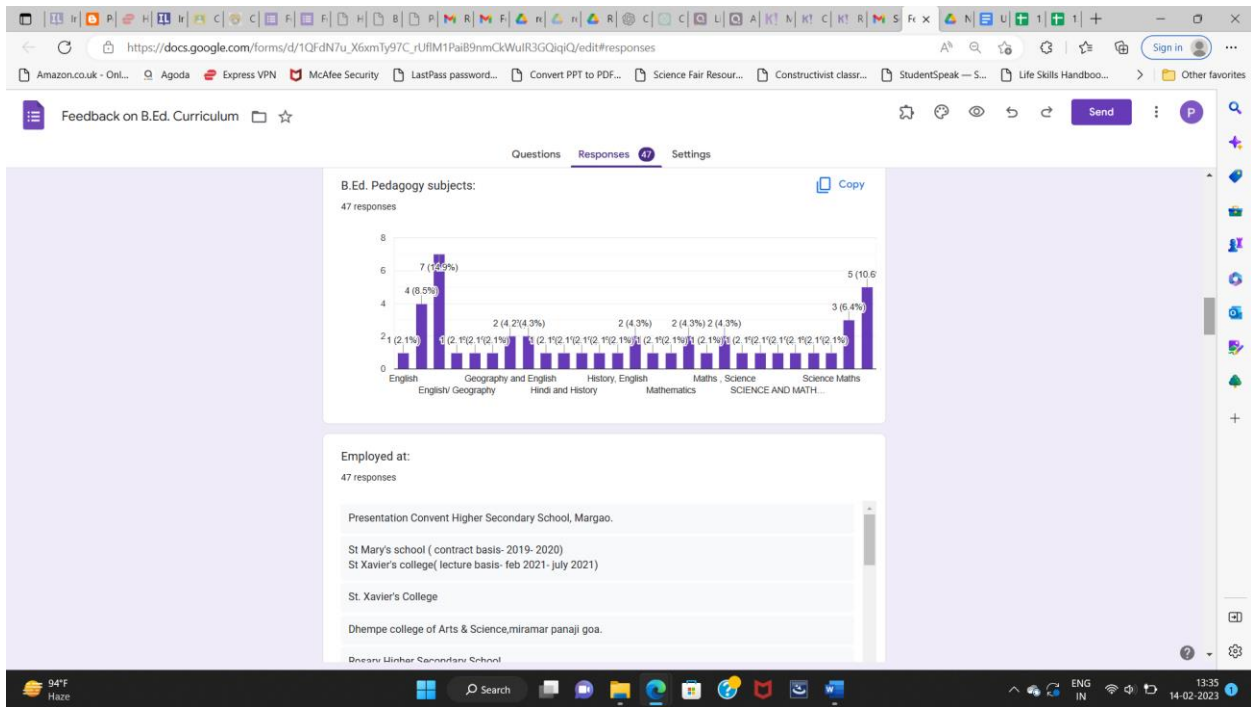 https://docs.google.com/forms/d/1QFdN7u_X6xmTy97C_rUflM1PaiB9nmCkWulR3GQiqiQ/edit#responses
Sign in
Amazon.co.uk - Onl... Agoda Express VPN McAfee Security LastPass password... Convert PPT to PDF... Science Fair Resour... Constructivist classr... StudentSpeak — S... Life Skills Handboo... Other favorites
Feedback on B.Ed. Curriculum
Send
P
Questions Responses 47 Settings
B.Ed. Pedagogy subjects:
Copy
47 responses
8
6
4
2
0
7 (14.9%)
5 (10.6
4 (8.5%)
3 (6.4%)
2 (4.3%) 2 (4.3%) 2 (4.3%)
1 (2.1%)
English Geography and English History, English Maths , Science Science Maths
English/ Geography Hindi and History Mathematics SCIENCE AND MATH...
Employed at:
47 responses
Presentation Convent Higher Secondary School, Margao.
St Mary's school ( contract basis- 2019- 2020)
St Xavier's college( lecture basis- feb 2021- july 2021)
St. Xavier's College
Dhempe college of Arts & Science,miramar panaji goa.
Rosary Higher Secondary School
94°F
Haze
Search
ENG
IN
13:35
14-02-2023
1